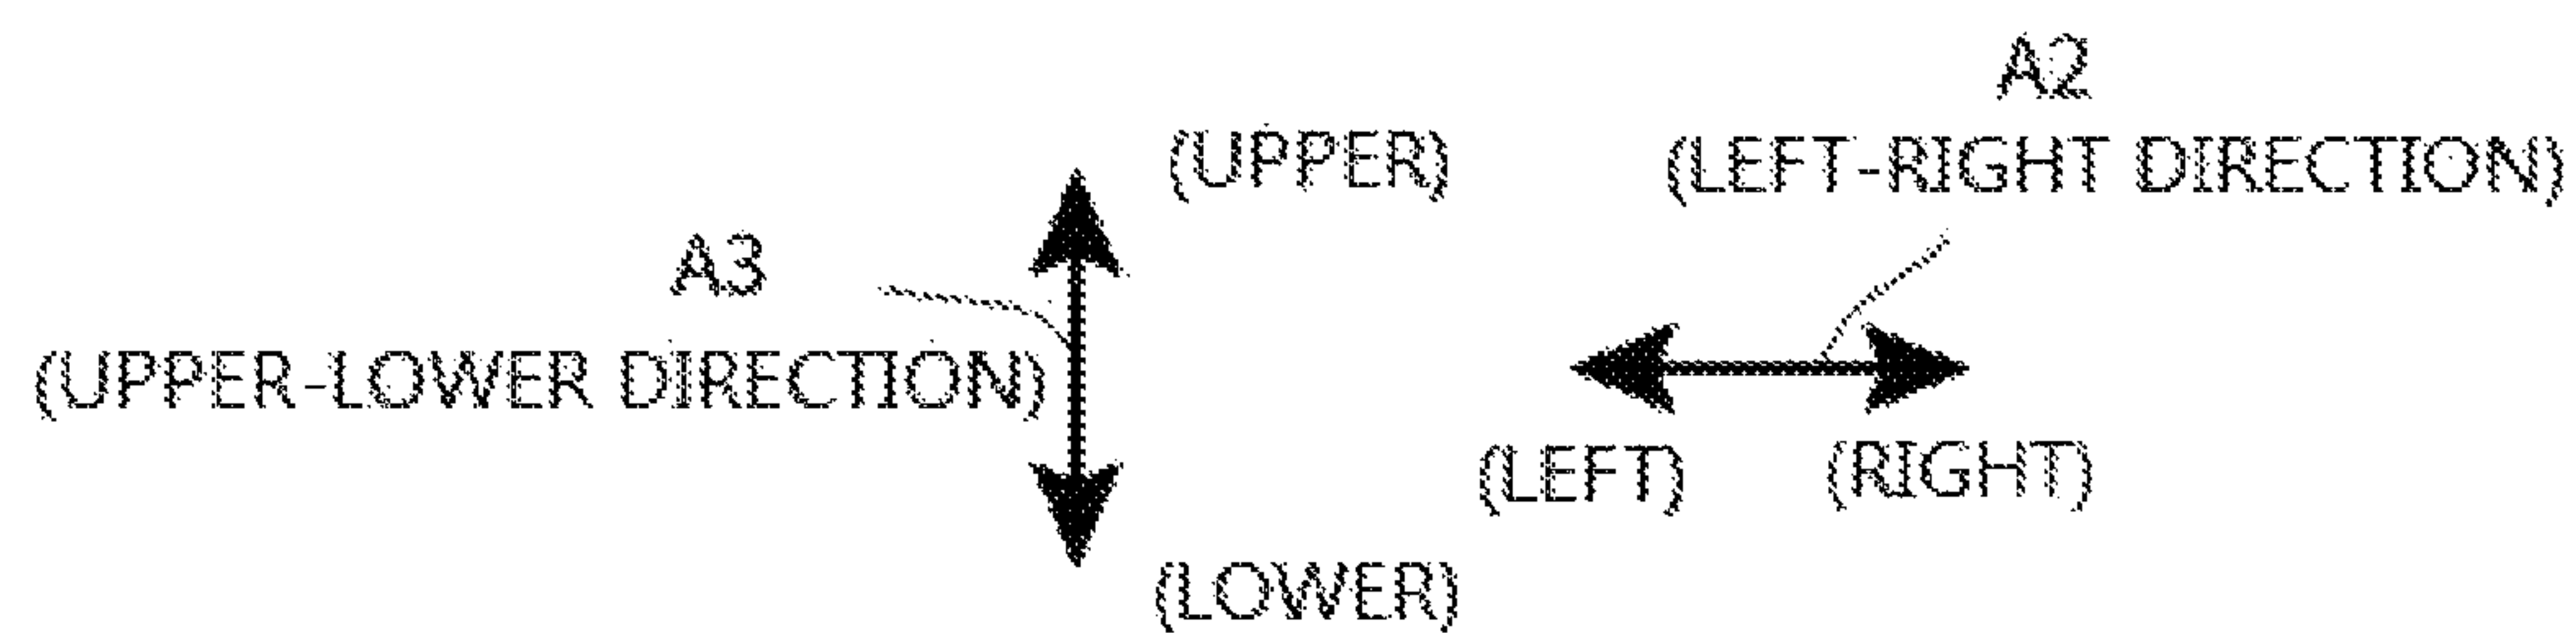 A2
(UPPER)
(LEFT-RIGHT DIRECTION)
A3
(UPPER-LOWER DIRECTION)
(LEFT)
(RIGHT)
(LOWER)